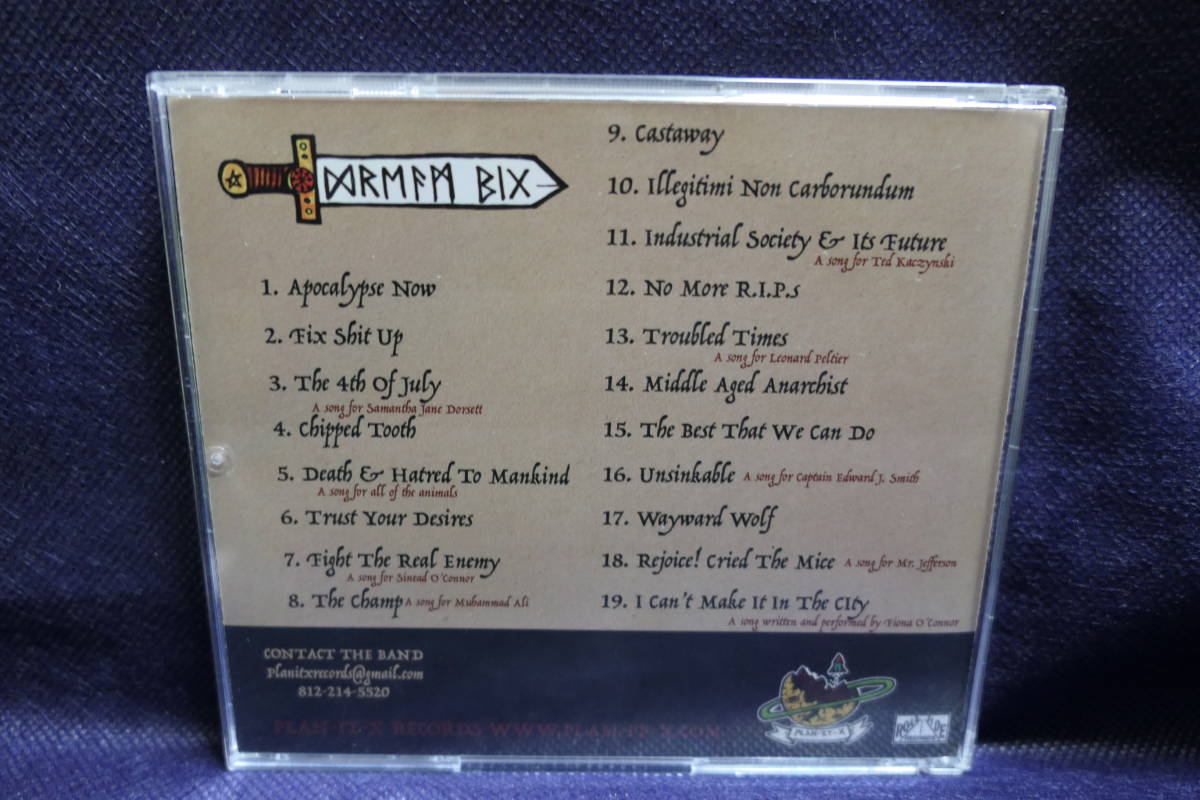 DREAM BIG
1. Apocalypse Now
2. Fix Shit Up
3. The 4th Of July
A song for Samantha Jane Dorsett
4. Chipped Tooth
5. Death & Hatred To Mankind
A song for all of the animals
6. Trust Your Desires
7. Fight The Real Enemy
A song for Sinead O'Connor
8. The Champ A song for Muhammad Ali
9. Castaway
10. Illegitimi Non Carborundum
11. Industrial Society & Its Future
A song for Ted Kaczynski
12. No More R.I.P.s
13. Troubled Times
A song for Leonard Peltier
14. Middle Aged Anarchist
15. The Best That We Can Do
16. Unsinkable A song for Captain Edward J. Smith
17. Wayward Wolf
18. Rejoice! Cried The Mice A song for Mr. Jefferson
19. I Can't Make It In The CIty
A song written and performed by Fiona O'Connor
CONTACT THE BAND
Planitxrecords@gmail.com
812-214-5520
PLAN-IT-X RECORDS WWW.PLAN-IT-X.COM
PLAN-IT-X